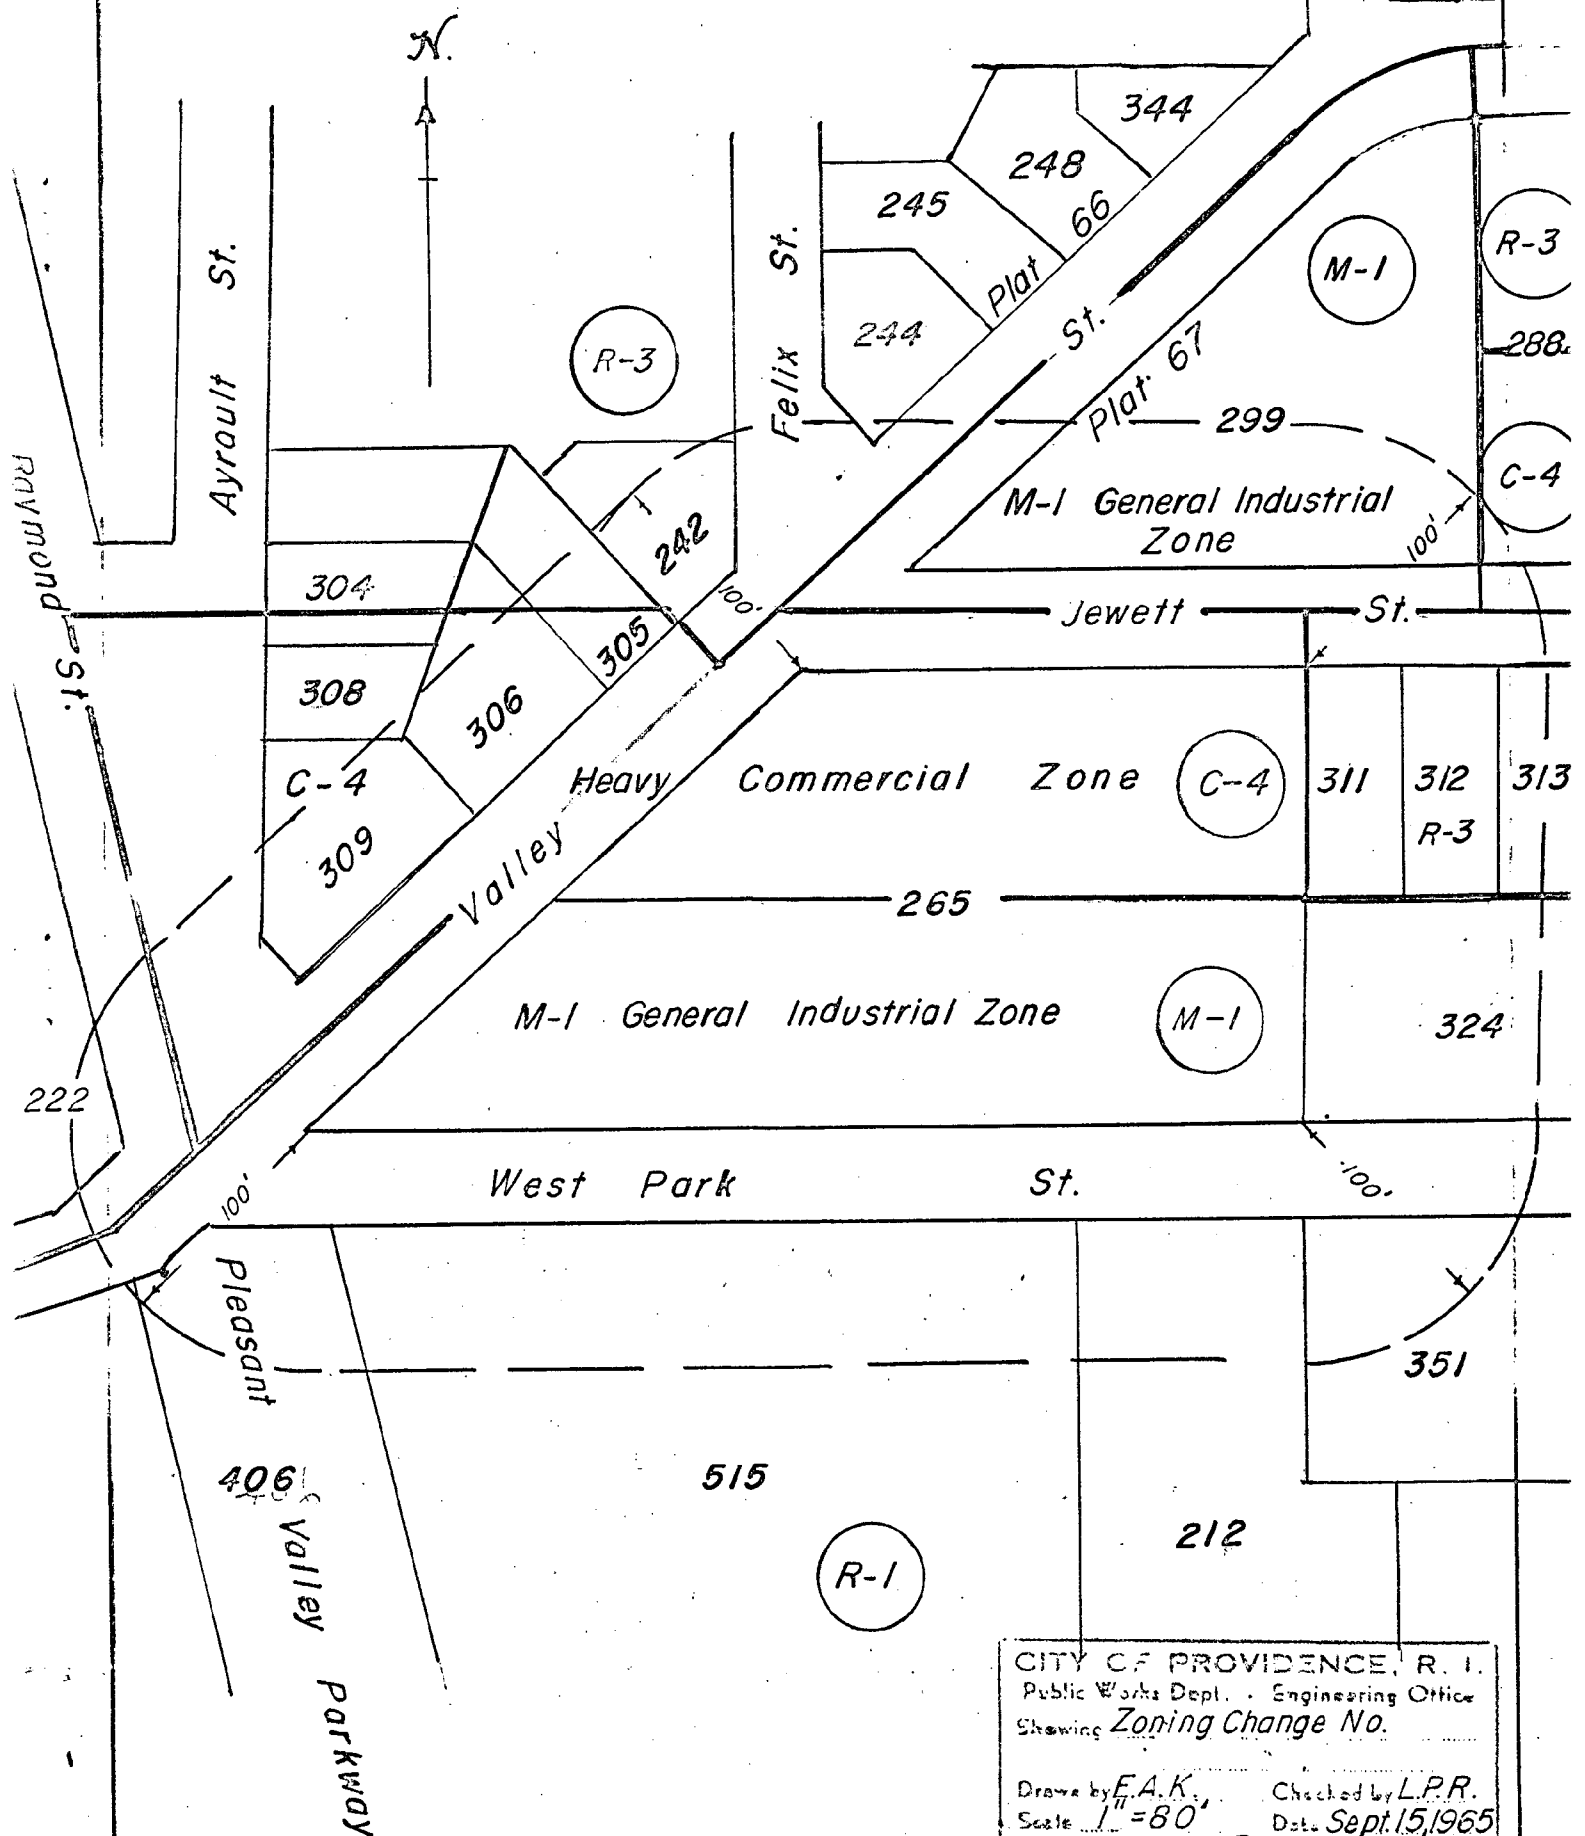 N.
344
248
245
66
Plat
244
St.
Plat 67
M-1
R-3
288
Ayrault St.
R-3
Felix St.
299
C-4
M-1 General Industrial
Zone
100'
Raymond St.
242
304
100'
305
Jewett St.
308
306
C-4
Heavy Commercial Zone
C-4
311
312
313
R-3
309
Valley
265
M-1 General Industrial Zone
M-1
324
222
100'
West Park St.
100'
Pleasant Valley Parkway
351
406
515
212
R-1
CITY OF PROVIDENCE, R. I.
Public Works Dept. - Engineering Office
Showing Zoning Change No.
Drawn by E.A.K. Checked by L.P.R.
Scale 1"=80' Date Sept.15,1965